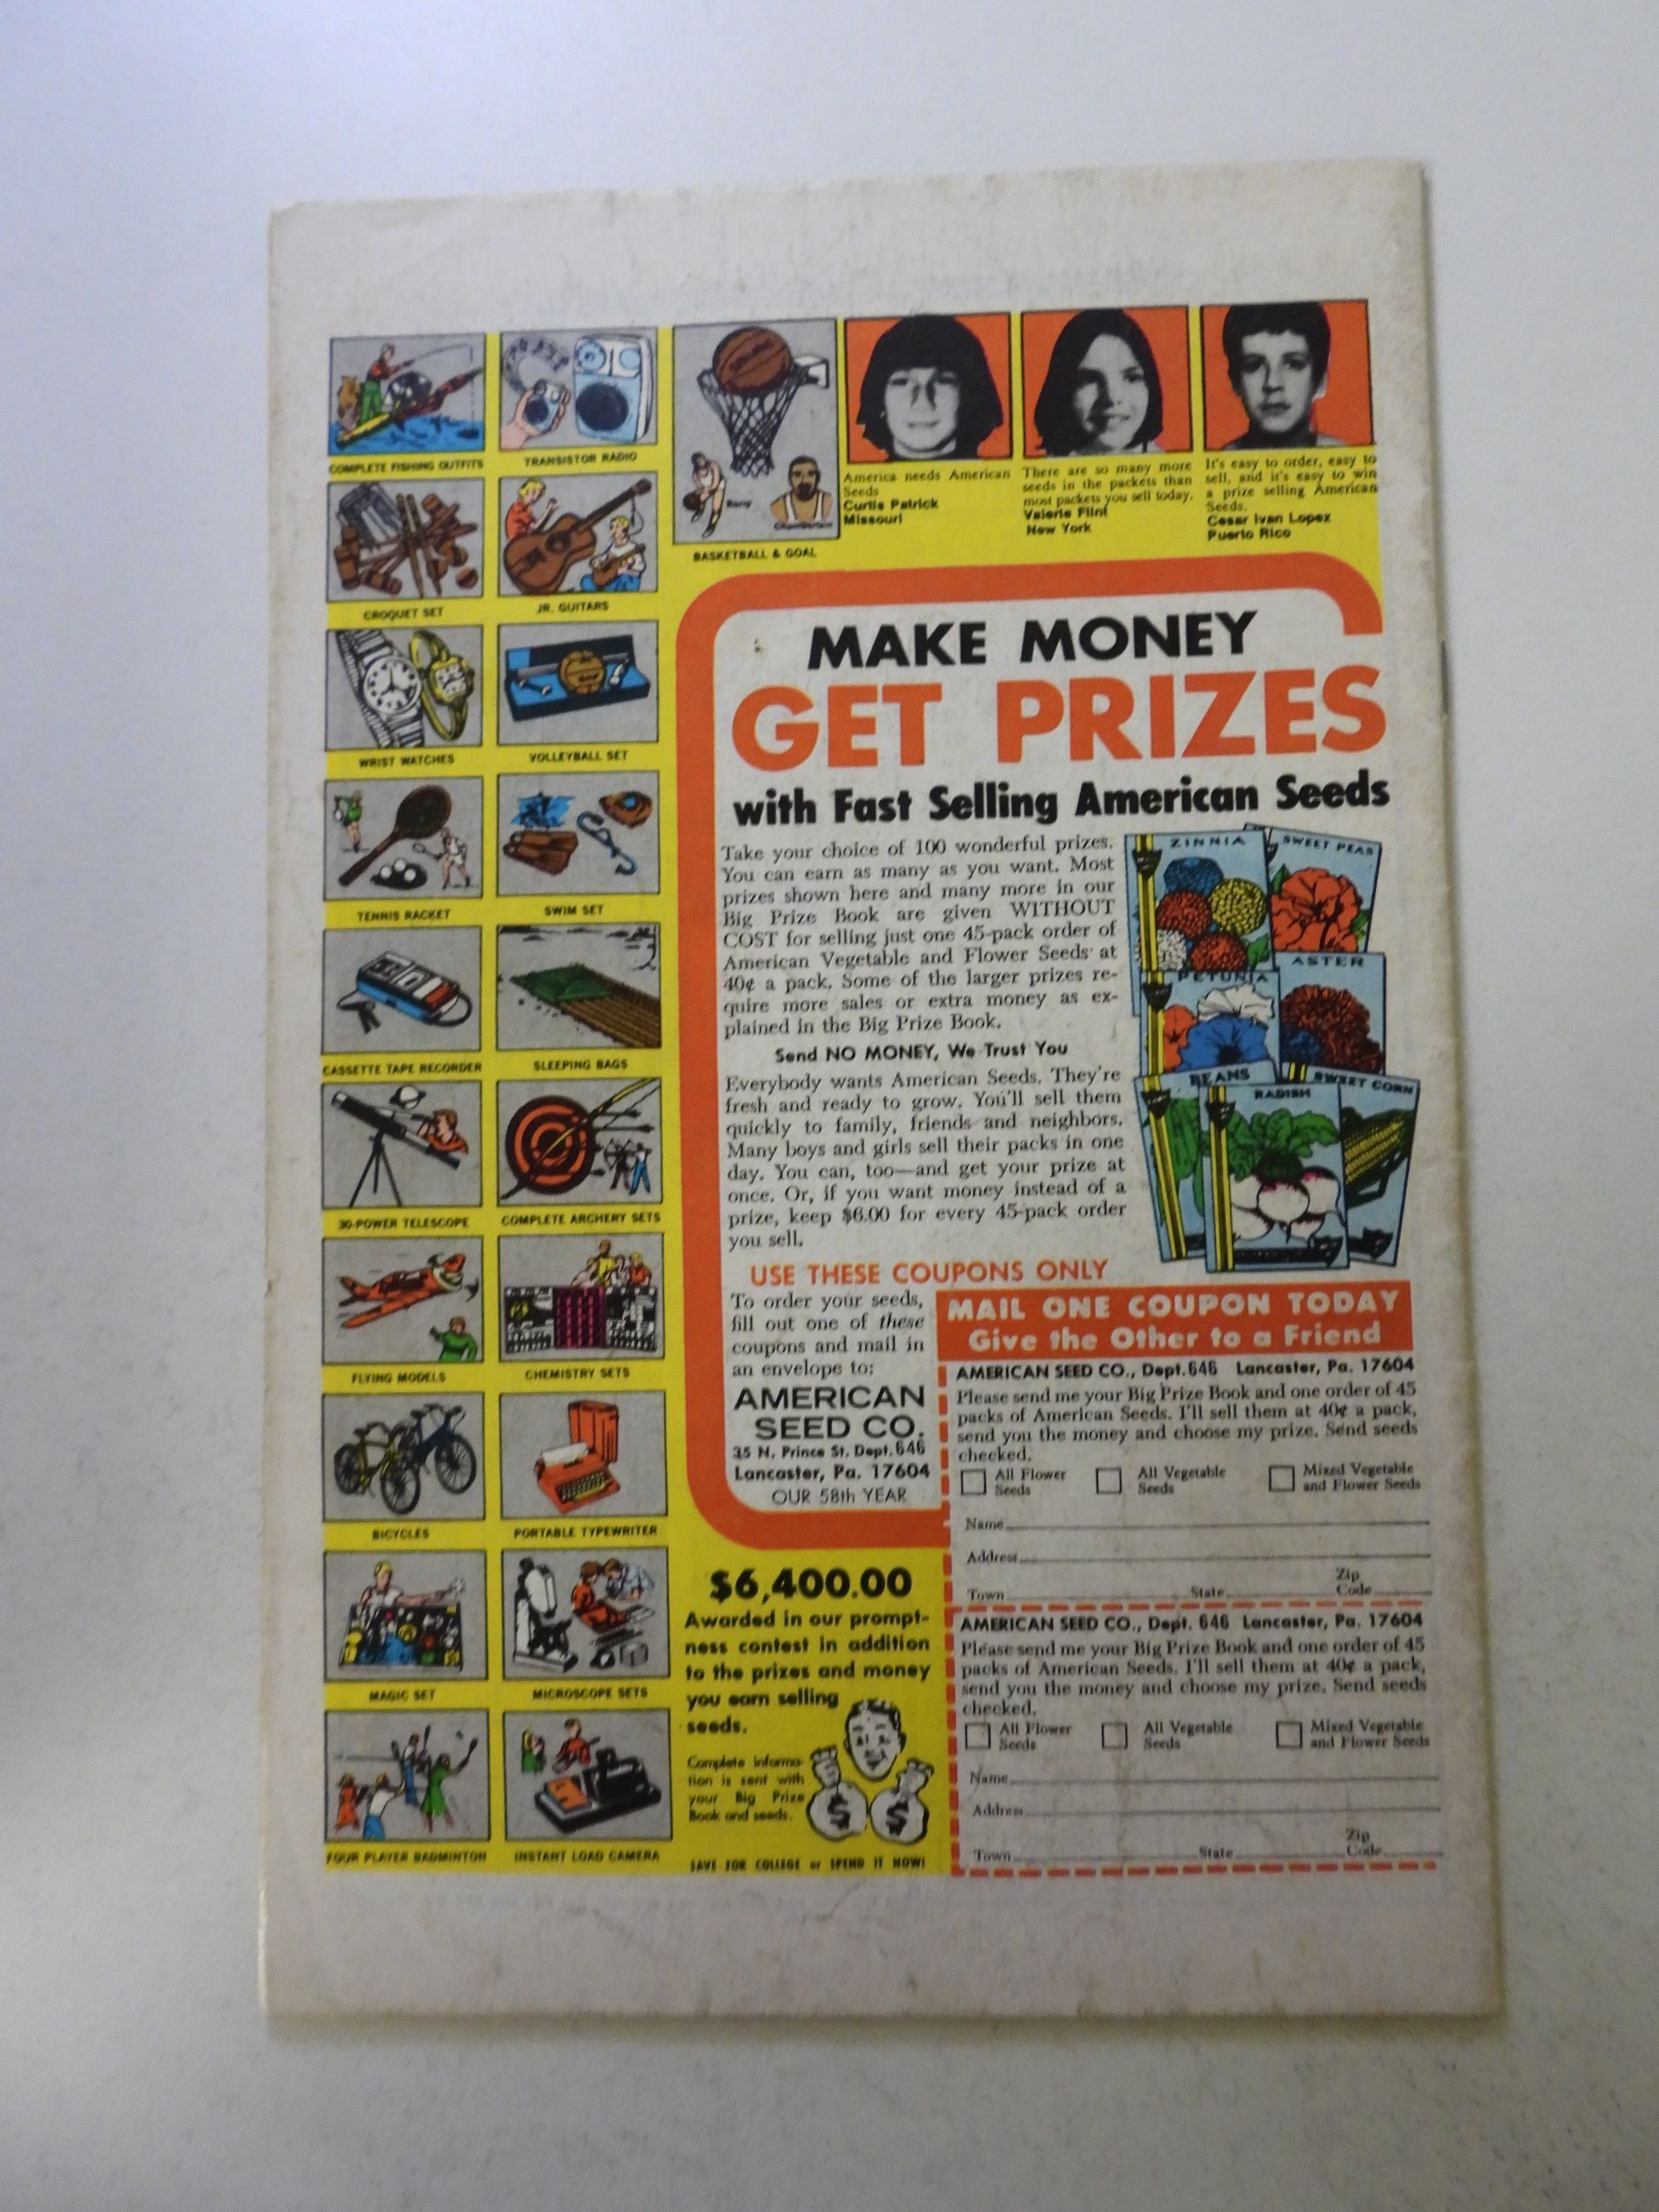 COMPLETE FISHING OUTFITS
TRANSISTOR RADIO
CROQUET SET
JR. GUITARS
WRIST WATCHES
VOLLEYBALL SET
TENNIS RACKET
SWIM SET
CASSETTE TAPE RECORDER
SLEEPING BAGS
30-POWER TELESCOPE
COMPLETE ARCHERY SETS
FLYING MODELS
CHEMISTRY SETS
BICYCLES
PORTABLE TYPEWRITER
MAGIC SET
MICROSCOPE SETS
FOUR PLAYER BADMINTON
INSTANT LOAD CAMERA
Barry
Chamberlain
BASKETBALL & GOAL
America needs American
Seeds
Curtis Patrick
Missouri
There are so many more
seeds in the packets than
most packets you sell today.
Valerie Flint
New York
It's easy to order, easy to
sell, and it's easy to win
a prize selling American
Seeds.
Cesar Ivan Lopez
Puerto Rico
MAKE MONEY
GET PRIZES
with Fast Selling American Seeds
Take your choice of 100 wonderful prizes.
You can earn as many as you want. Most
prizes shown here and many more in our
Big Prize Book are given WITHOUT
COST for selling just one 45-pack order of
American Vegetable and Flower Seeds at
40¢ a pack. Some of the larger prizes re-
quire more sales or extra money as ex-
plained in the Big Prize Book.
Send NO MONEY, We Trust You
Everybody wants American Seeds. They're
fresh and ready to grow. You'll sell them
quickly to family, friends and neighbors.
Many boys and girls sell their packs in one
day. You can, too—and get your prize at
once. Or, if you want money instead of a
prize, keep $6.00 for every 45-pack order
you sell.
ZINNIA
SWEET PEAS
PETUNIA
ASTER
BEANS
RADISH
SWEET CORN
USE THESE COUPONS ONLY
To order your seeds,
fill out one of these
coupons and mail in
an envelope to:
AMERICAN
SEED CO.
35 N. Prince St. Dept. 646
Lancaster, Pa. 17604
OUR 58th YEAR
MAIL ONE COUPON TODAY
Give the Other to a Friend
AMERICAN SEED CO., Dept. 646 Lancaster, Pa. 17604
Please send me your Big Prize Book and one order of 45
packs of American Seeds. I'll sell them at 40¢ a pack,
send you the money and choose my prize. Send seeds
checked.
All Flower Seeds All Vegetable Seeds Mixed Vegetable and Flower Seeds
Name
Address
Town State Zip Code
AMERICAN SEED CO., Dept. 646 Lancaster, Pa. 17604
Please send me your Big Prize Book and one order of 45
packs of American Seeds. I'll sell them at 40¢ a pack,
send you the money and choose my prize. Send seeds
checked.
All Flower Seeds All Vegetable Seeds Mixed Vegetable and Flower Seeds
Name
Address
Town State Zip Code
$6,400.00
Awarded in our prompt-
ness contest in addition
to the prizes and money
you earn selling
seeds.
Complete informa-
tion is sent with
your Big Prize
Book and seeds.
$ $
SAVE FOR COLLEGE or SPEND IT NOW!